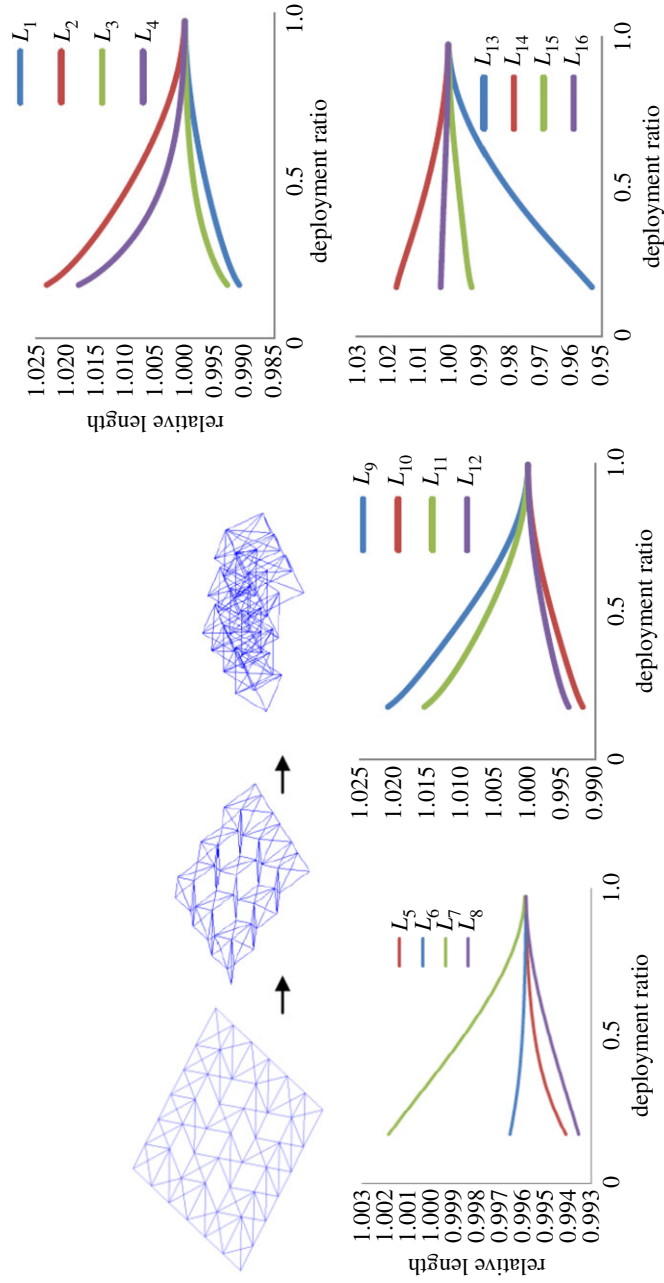 relative length
1.025
1.020
1.015
1.010
1.005
1.000
0.995
0.990
0.985
0
0.5
1.0
deployment ratio
L1
L2
L3
L4
relative length
1.003
1.002
1.001
1.000
0.999
0.998
0.997
0.996
0.995
0.994
0.993
0
0.5
1.0
deployment ratio
L5
L6
L7
L8
1.025
1.020
1.015
1.010
1.005
1.000
0.995
0.990
0
0.5
1.0
deployment ratio
L9
L10
L11
L12
1.03
1.02
1.01
1.00
0.99
0.98
0.97
0.96
0.95
0
0.5
1.0
deployment ratio
L13
L14
L15
L16